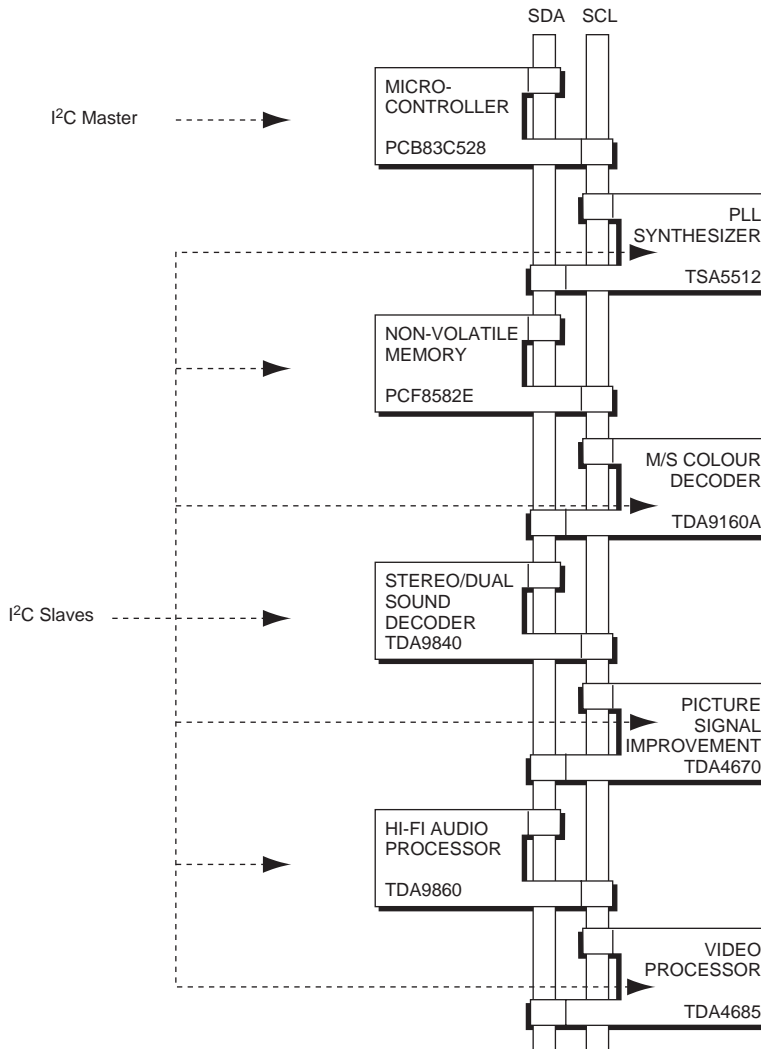 SDA SCL
MICRO-
CONTROLLER
PCB83C528
I²C Master
PLL
SYNTHESIZER
TSA5512
NON-VOLATILE
MEMORY
PCF8582E
M/S COLOUR
DECODER
TDA9160A
STEREO/DUAL
SOUND
DECODER
TDA9840
I²C Slaves
PICTURE
SIGNAL
IMPROVEMENT
TDA4670
HI-FI AUDIO
PROCESSOR
TDA9860
VIDEO
PROCESSOR
TDA4685